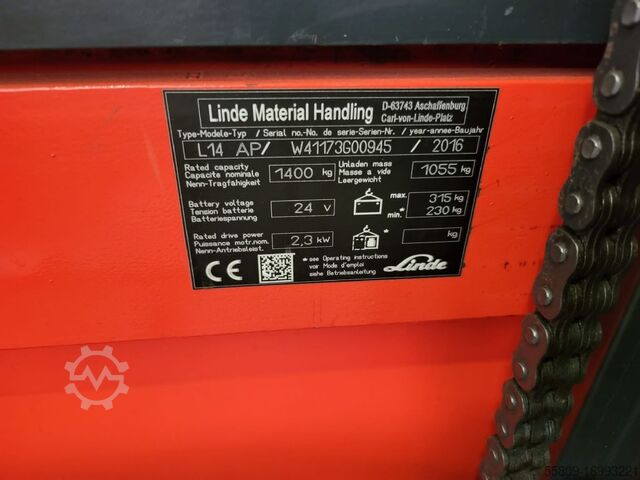 Linde Material Handling D-63743 Aschaffenburg
Carl-von-Linde-Platz
Type-Modele-Typ / Serial no.-No. de serie-Serien-Nr. / year-annee-Baujahr
L14 AP/ W41173G00945 / 2016
Rated capacity
Capacite nominale 1400 kg
Nenn-Tragfähigkeit
Unladen mass
Masse a vide 1055 kg
Leergewicht
Battery voltage
Tension batterie 24 V
Batteriespannung
max. 315 kg
min.* 230 kg
Rated drive power
Puissance motr.nom. 2,3 kW
Nenn-Antriebsleist.
* kg
CE
* see Operating instructions
voir Mode d'emploi
siehe Betriebsanleitung
Linde
55809-16993221